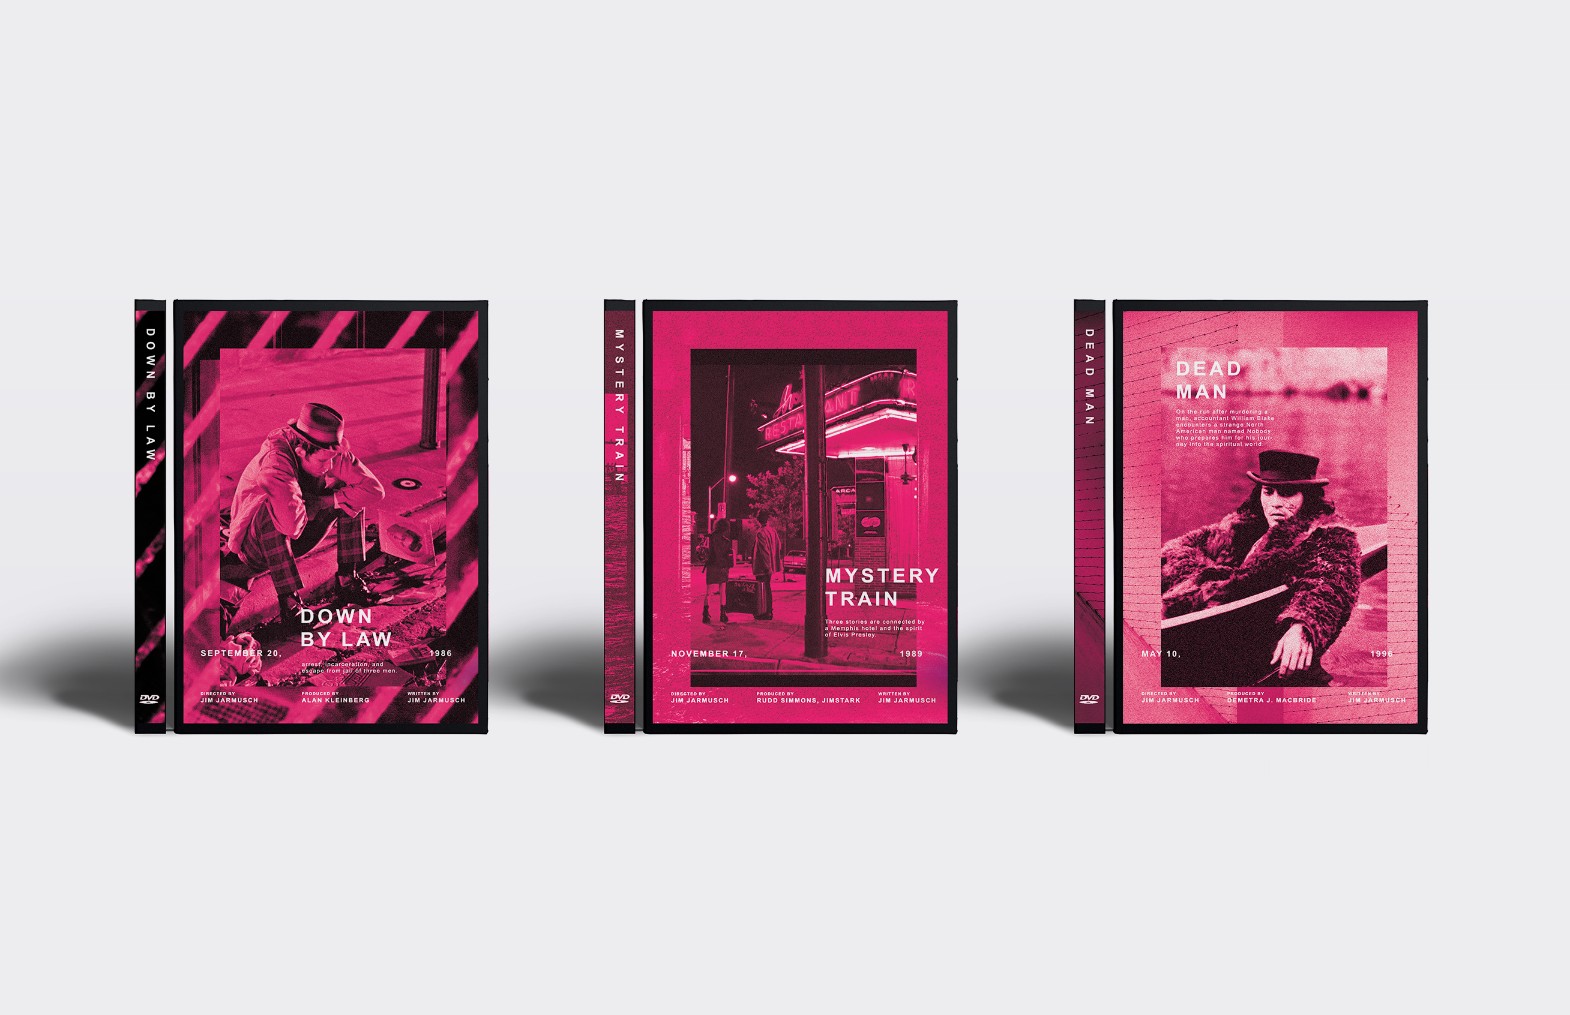 DOWN BY LAW
DVD
DOWN
BY LAW
SEPTEMBER 20,
1986
arrest, incarceration, and
escape from jail of three men.
DIRECTED BY
JIM JARMUSCH
PRODUCED BY
ALAN KLEINBERG
WRITTEN BY
JIM JARMUSCH
MYSTERY TRAIN
DVD
RESTAURANT
ARCA
MYSTERY
TRAIN
Three stories are connected by
a Memphis hotel and the spirit
of Elvis Presley
NOVEMBER 17,
1989
DIRECTED BY
JIM JARMUSCH
PRODUCED BY
RUDD SIMMONS, JIMSTARK
WRITTEN BY
JIM JARMUSCH
DEAD MAN
DVD
DEAD
MAN
On the run after murdering a
man, accountant William Blake
encounters a strange North
American man named Nobody
who prepares him for his jour-
ney into the spiritual world.
MAY 10,
1996
DIRECTED BY
JIM JARMUSCH
PRODUCED BY
DEMETRA J. MACBRIDE
WRITTEN BY
JIM JARMUSCH